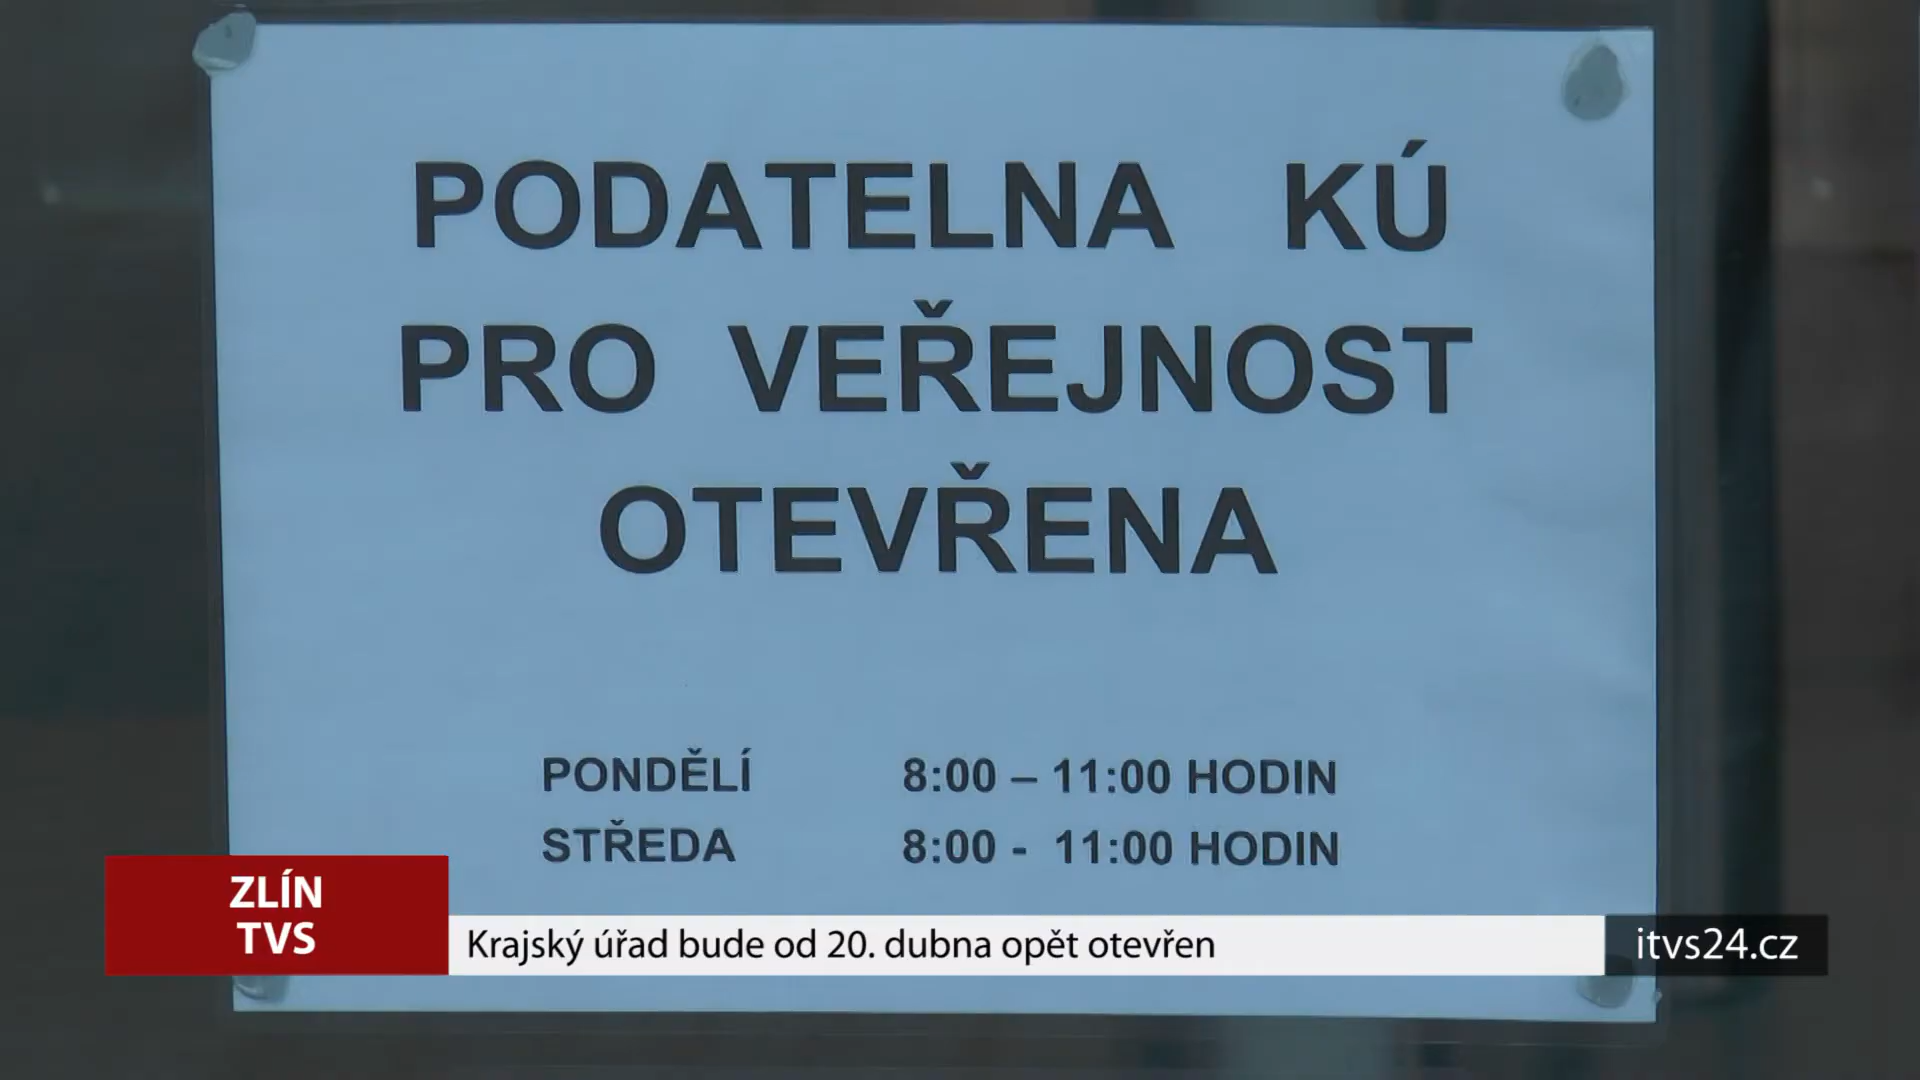 PODATELNA KÚ
PRO VEŘEJNOST
OTEVŘENA
PONDĚLÍ 8:00 – 11:00 HODIN
STŘEDA 8:00 - 11:00 HODIN
ZLÍN
TVS
Krajský úřad bude od 20. dubna opět otevřen
itvs24.cz